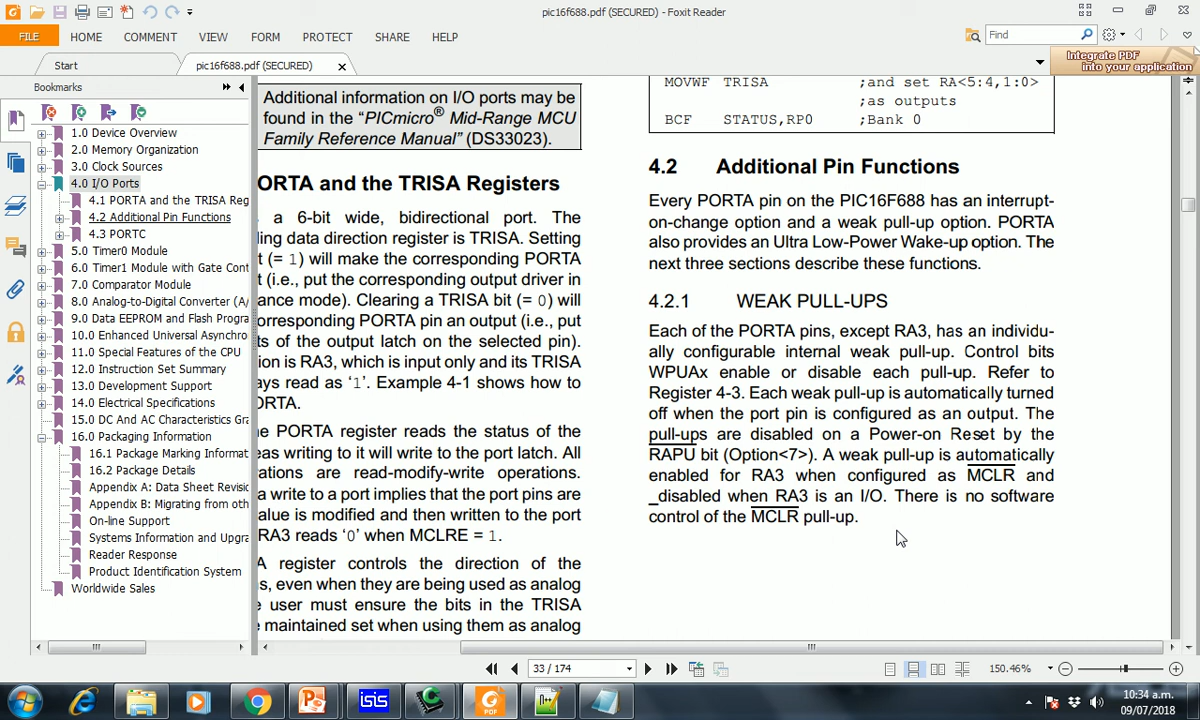 pic16f688.pdf (SECURED) - Foxit Reader
FILE HOME COMMENT VIEW FORM PROTECT SHARE HELP
Find
Start
pic16f688.pdf (SECURED)
Integrate PDF
into your application
Bookmarks
1.0 Device Overview
2.0 Memory Organization
3.0 Clock Sources
4.0 I/O Ports
4.1 PORTA and the TRISA Reg
4.2 Additional Pin Functions
4.3 PORTC
5.0 Timer0 Module
6.0 Timer1 Module with Gate Cont
7.0 Comparator Module
8.0 Analog-to-Digital Converter (A/
9.0 Data EEPROM and Flash Progra
10.0 Enhanced Universal Asynchro
11.0 Special Features of the CPU
12.0 Instruction Set Summary
13.0 Development Support
14.0 Electrical Specifications
15.0 DC And AC Characteristics Gra
16.0 Packaging Information
16.1 Package Marking Informat
16.2 Package Details
Appendix A: Data Sheet Revisio
Appendix B: Migrating from oth
On-line Support
Systems Information and Upgra
Reader Response
Product Identification System
Worldwide Sales
Additional information on I/O ports may be
found in the “PICmicro® Mid-Range MCU
Family Reference Manual” (DS33023).
ORTA and the TRISA Registers
a 6-bit wide, bidirectional port. The
ding data direction register is TRISA. Setting
t (= 1) will make the corresponding PORTA
t (i.e., put the corresponding output driver in
ance mode). Clearing a TRISA bit (= 0) will
orresponding PORTA pin an output (i.e., put
ts of the output latch on the selected pin).
ion is RA3, which is input only and its TRISA
ays read as ‘1’. Example 4-1 shows how to
ORTA.
e PORTA register reads the status of the
eas writing to it will write to the port latch. All
ations are read-modify-write operations.
a write to a port implies that the port pins are
alue is modified and then written to the port
RA3 reads ‘0’ when MCLRE = 1.
A register controls the direction of the
s, even when they are being used as analog
e user must ensure the bits in the TRISA
e maintained set when using them as analog
MOVWF TRISA ;and set RA<5:4,1:0>
;as outputs
BCF STATUS,RP0 ;Bank 0
4.2 Additional Pin Functions
Every PORTA pin on the PIC16F688 has an interrupt-
on-change option and a weak pull-up option. PORTA
also provides an Ultra Low-Power Wake-up option. The
next three sections describe these functions.
4.2.1 WEAK PULL-UPS
Each of the PORTA pins, except RA3, has an individu-
ally configurable internal weak pull-up. Control bits
WPUAx enable or disable each pull-up. Refer to
Register 4-3. Each weak pull-up is automatically turned
off when the port pin is configured as an output. The
pull-ups are disabled on a Power-on Reset by the
RAPU bit (Option<7>). A weak pull-up is automatically
enabled for RA3 when configured as MCLR and
disabled when RA3 is an I/O. There is no software
control of the MCLR pull-up.
33 / 174
150.46%
isis
PDF
10:34 a.m.
09/07/2018